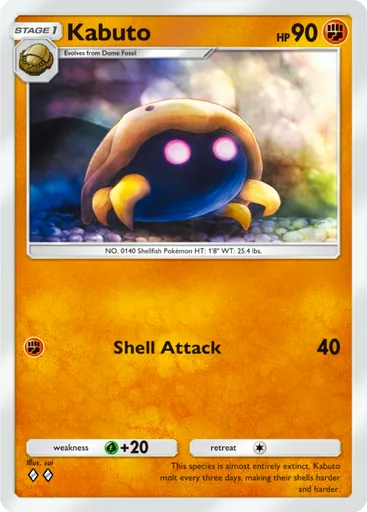 STAGE 1
Kabuto
HP 90
Evolves from Dome Fossil
NO. 0140 Shellfish Pokémon HT: 1'8" WT: 25.4 lbs.
Shell Attack 40
weakness +20 retreat
Illus. sui
This species is almost entirely extinct. Kabuto
molt every three days, making their shells harder
and harder.